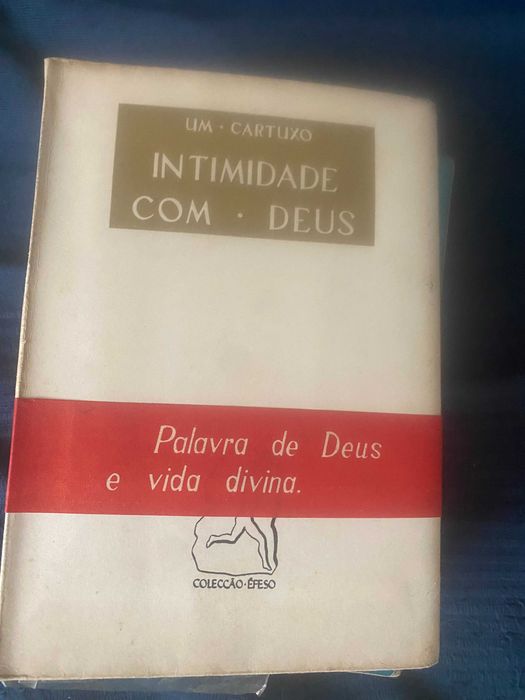 UM · CARTUXO
INTIMIDADE
COM · DEUS
Palavra de Deus
e vida divina.
COLECÇÃO · ÉFESO